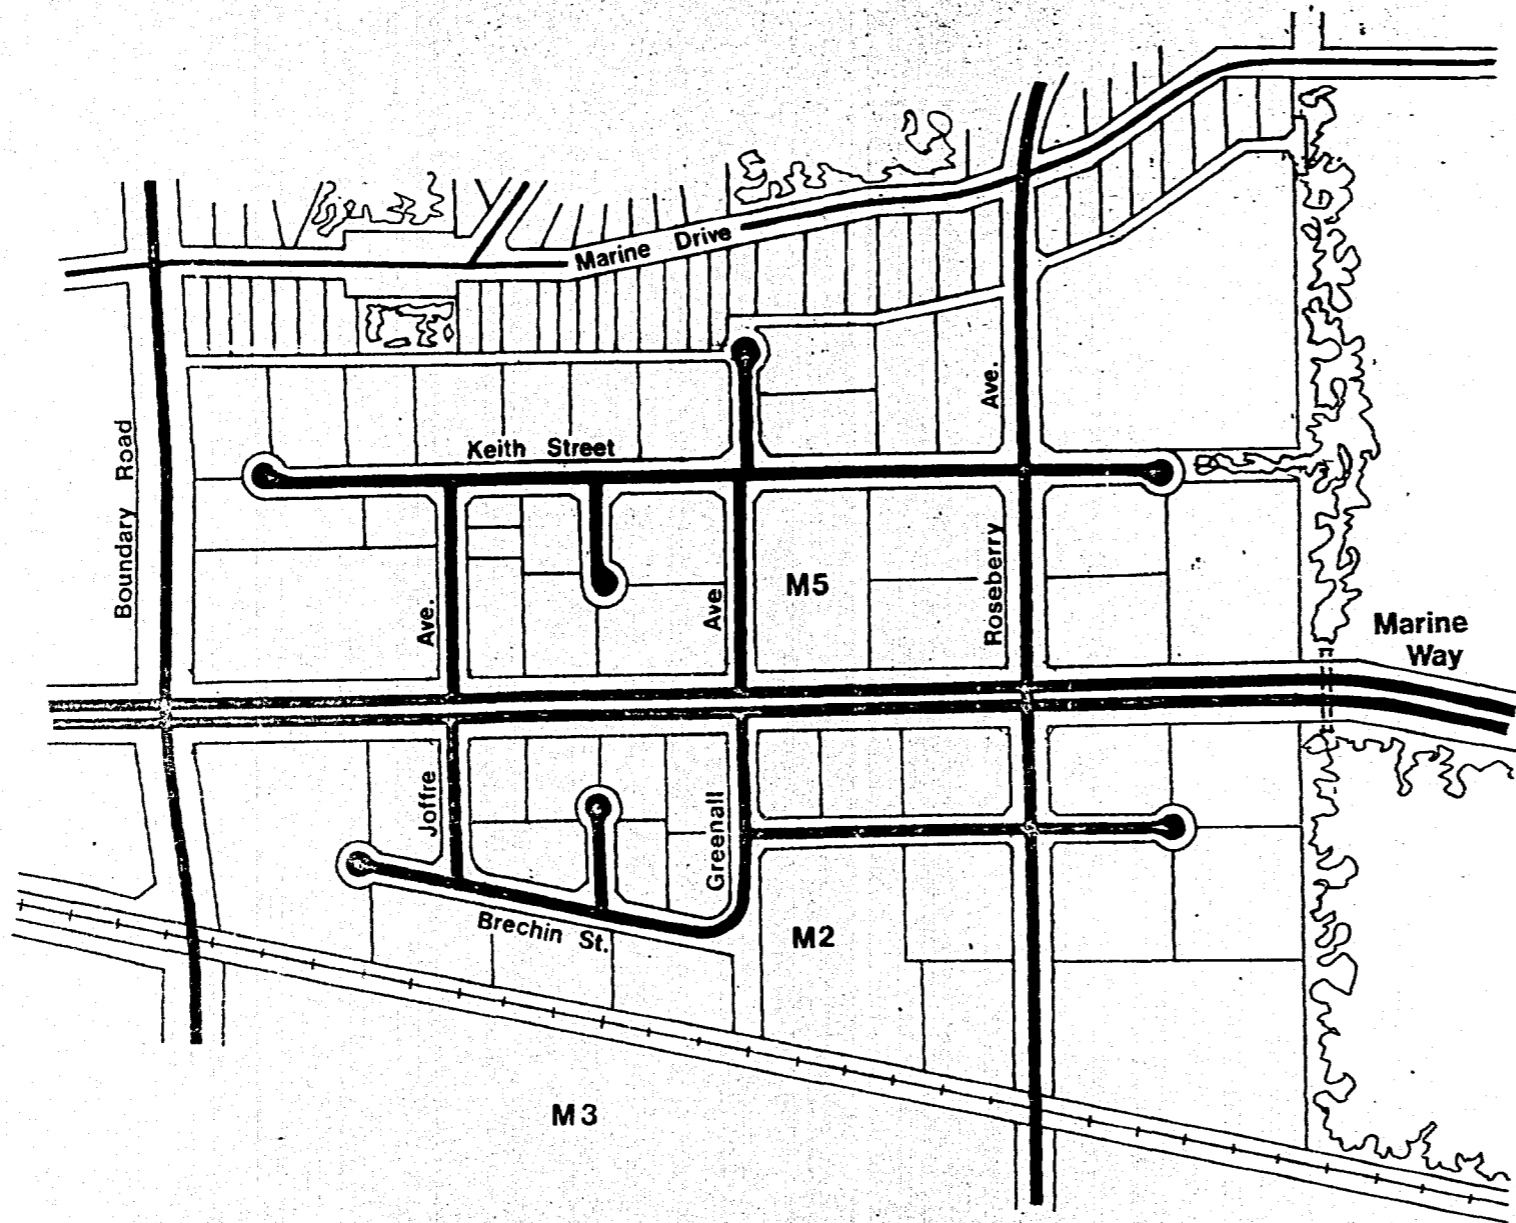 Marine Drive
Keith Street
Boundary Road
Ave.
Roseberry
Ave.
Ave
M5
Marine
Way
Joffre
Greenall
Brechin St.
M2
M3